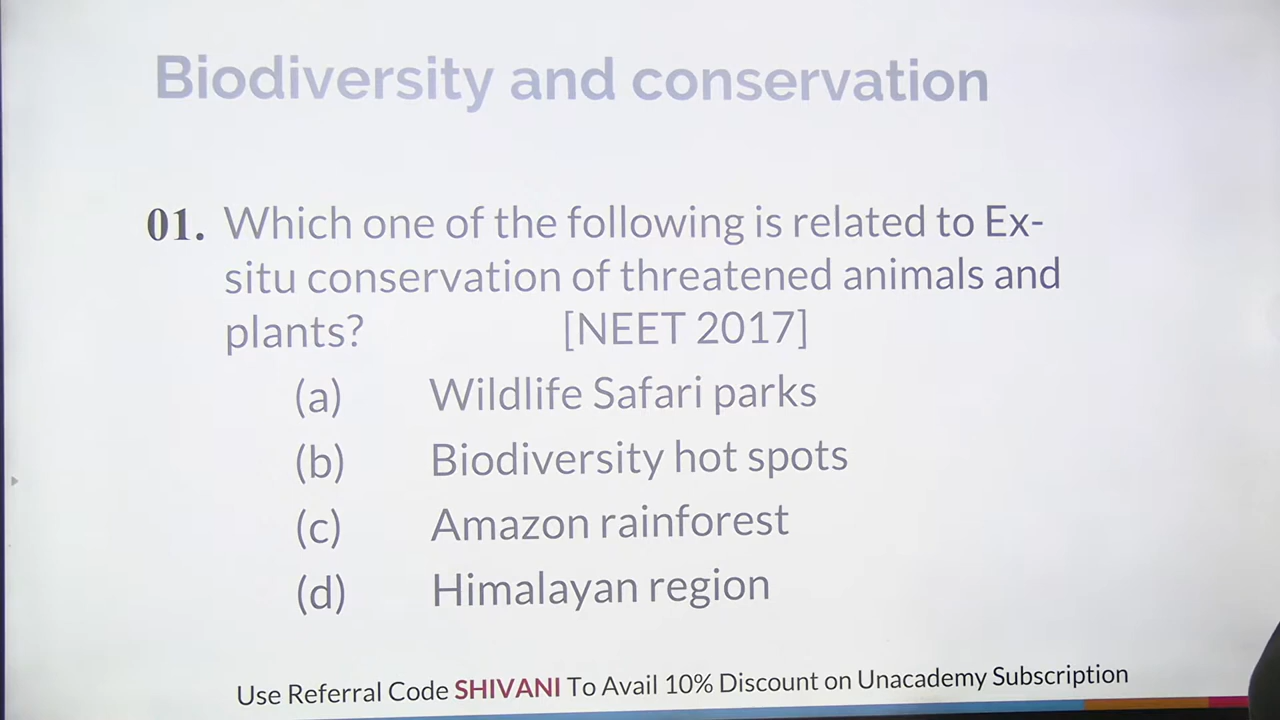 Biodiversity and conservation
01. Which one of the following is related to Ex-
situ conservation of threatened animals and
plants? [NEET 2017]
(a) Wildlife Safari parks
(b) Biodiversity hot spots
(c) Amazon rainforest
(d) Himalayan region
Use Referral Code SHIVANI To Avail 10% Discount on Unacademy Subscription